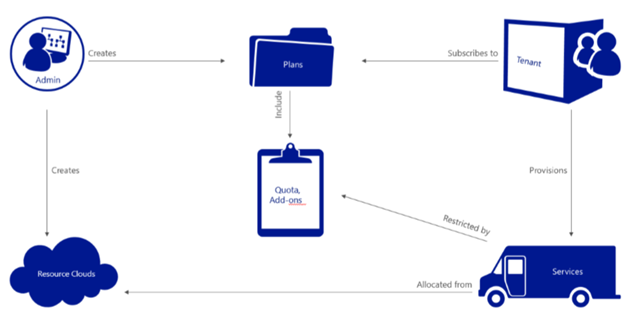 Creates
Subscribes to
Plans
Tenant
Admin
Include
Creates
Provisions
Quota,
Add-ons
Restricted by
Resource Clouds
Services
Allocated from